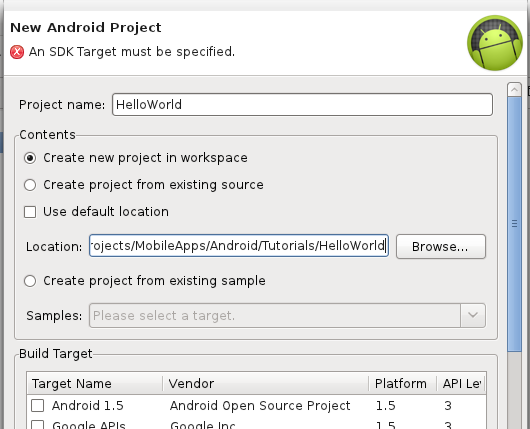 New Android Project
An SDK Target must be specified.
Project name: HelloWorld
Contents
Create new project in workspace
Create project from existing source
Use default location
Location: rojects/MobileApps/Android/Tutorials/HelloWorld Browse...
Create project from existing sample
Samples: Please select a target.
Build Target
Target Name Vendor Platform API Le
Android 1.5 Android Open Source Project 1.5 3
Google APIs Google Inc. 1.5 3